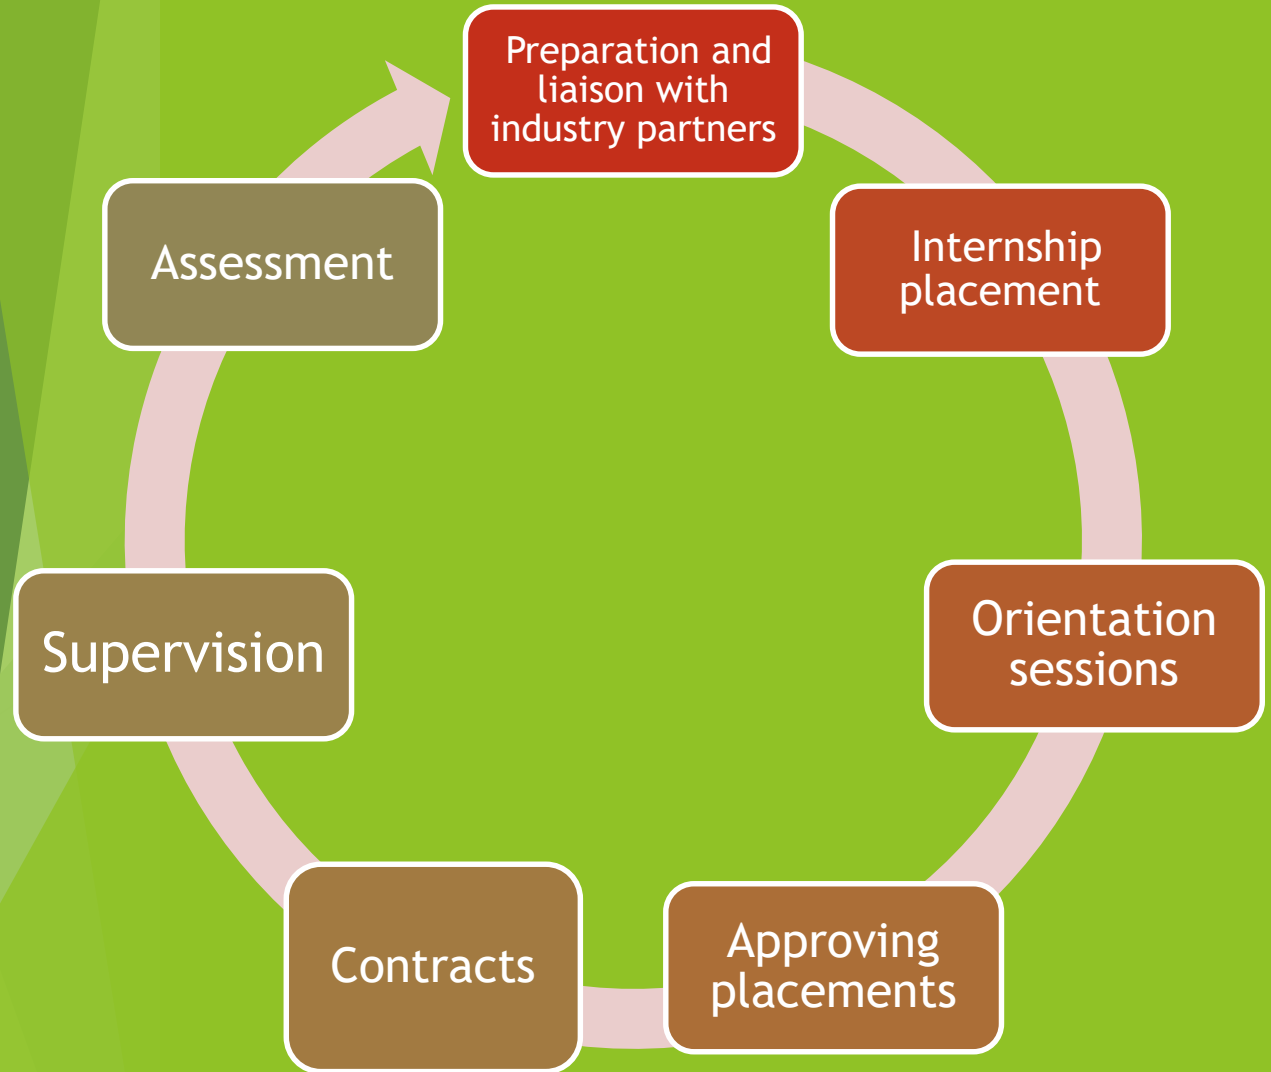 Preparation and
liaison with
industry partners
Internship
placement
Orientation
sessions
Approving
placements
Contracts
Supervision
Assessment